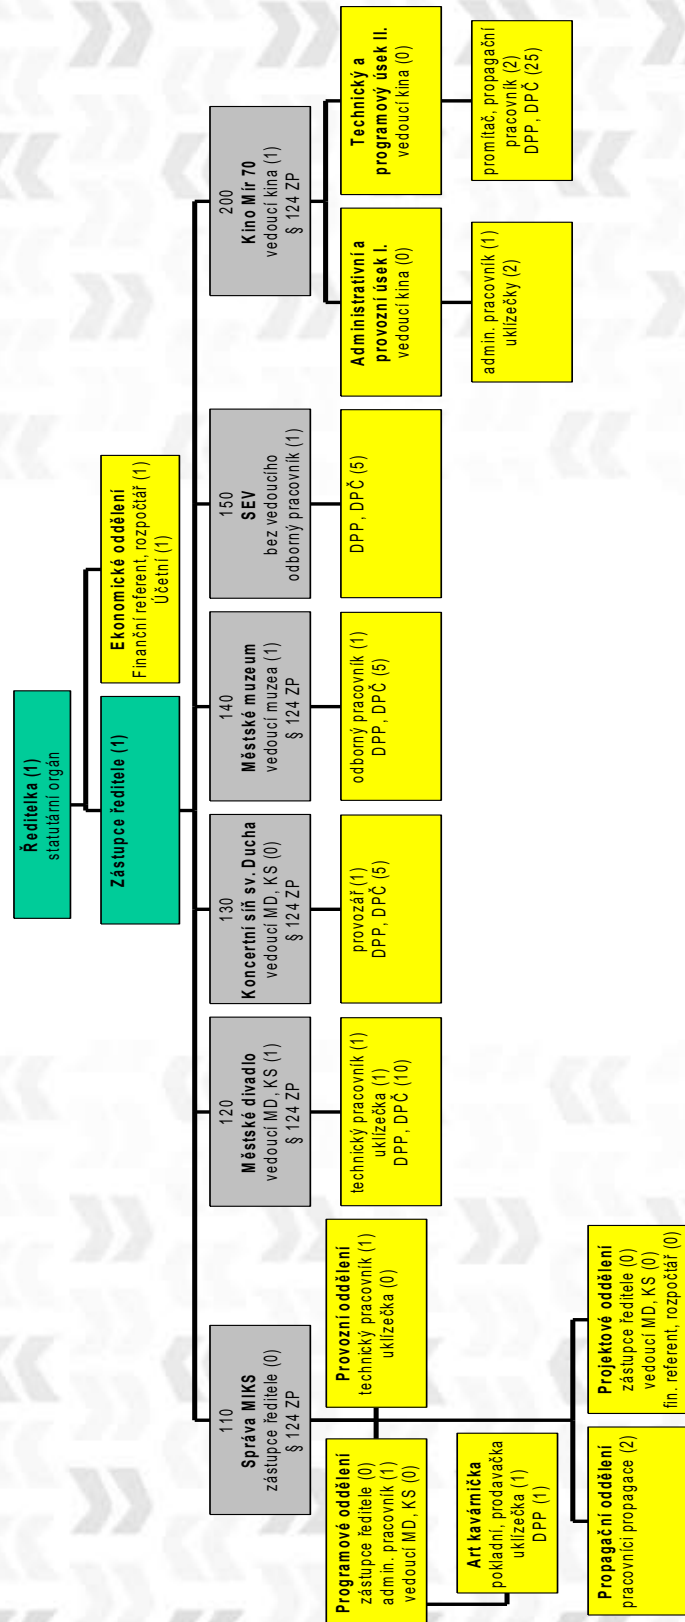 Ředitelka (1)
statutární orgán
Zástupce ředitele (1)
Ekonomické oddělení
Finanční referent, rozpočtář (1)
Účetní (1)
110
Správa MIKS
zástupce ředitele (0)
§ 124 ZP
120
Městské divadlo
vedoucí MD, KS (1)
§ 124 ZP
130
Koncertní síň sv. Ducha
vedoucí MD, KS (0)
§ 124 ZP
140
Městské muzeum
vedoucí muzea (1)
§ 124 ZP
150
SEV
bez vedoucího
odborný pracovník (1)
200
Kino Mír 70
vedoucí kina (1)
§ 124 ZP
Programové oddělení
zástupce ředitele (0)
admin. pracovník (1)
vedoucí MD, KS (0)
Provozní oddělení
technický pracovník (1)
uklízečka (0)
technický pracovník (1)
uklízečka (1)
DPP, DPČ (10)
provozář (1)
DPP, DPČ (5)
odborný pracovník (1)
DPP, DPČ (5)
DPP, DPČ (5)
Administrativní a
provozní úsek I.
vedoucí kina (0)
Technický a
programový úsek II.
vedoucí kina (0)
Art kavárnička
pokladní, prodavačka
uklízečka (1)
DPP (1)
admin. pracovník (1)
uklízečky (2)
promítač, propagační
pracovník (2)
DPP, DPČ (25)
Propagační oddělení
pracovníci propagace (2)
Projektové oddělení
zástupce ředitele (0)
vedoucí MD, KS (0)
fin. referent, rozpočtář (0)